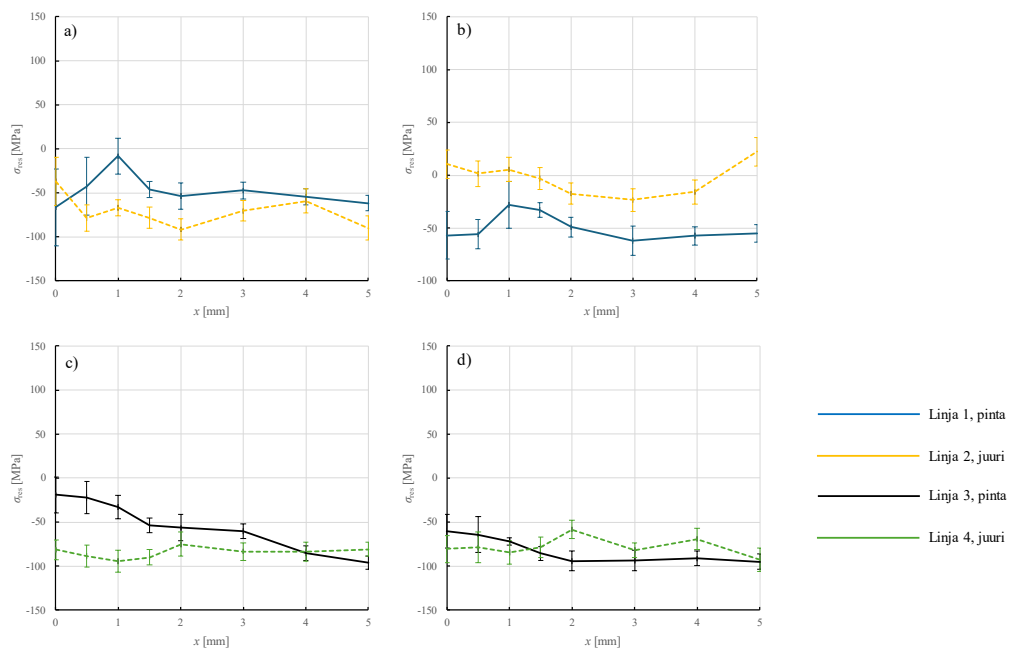 a)
150
100
50
0
-50
-100
-150
σres [MPa]
0 1 2 3 4 5
x [mm]
b)
150
100
50
0
-50
-100
σres [MPa]
0 1 2 3 4 5
x [mm]
c)
150
100
50
0
-50
-100
-150
σres [MPa]
0 1 2 3 4 5
x [mm]
d)
150
100
50
0
-50
-100
-150
σres [MPa]
0 1 2 3 4 5
x [mm]
Linja 1, pinta
Linja 2, juuri
Linja 3, pinta
Linja 4, juuri